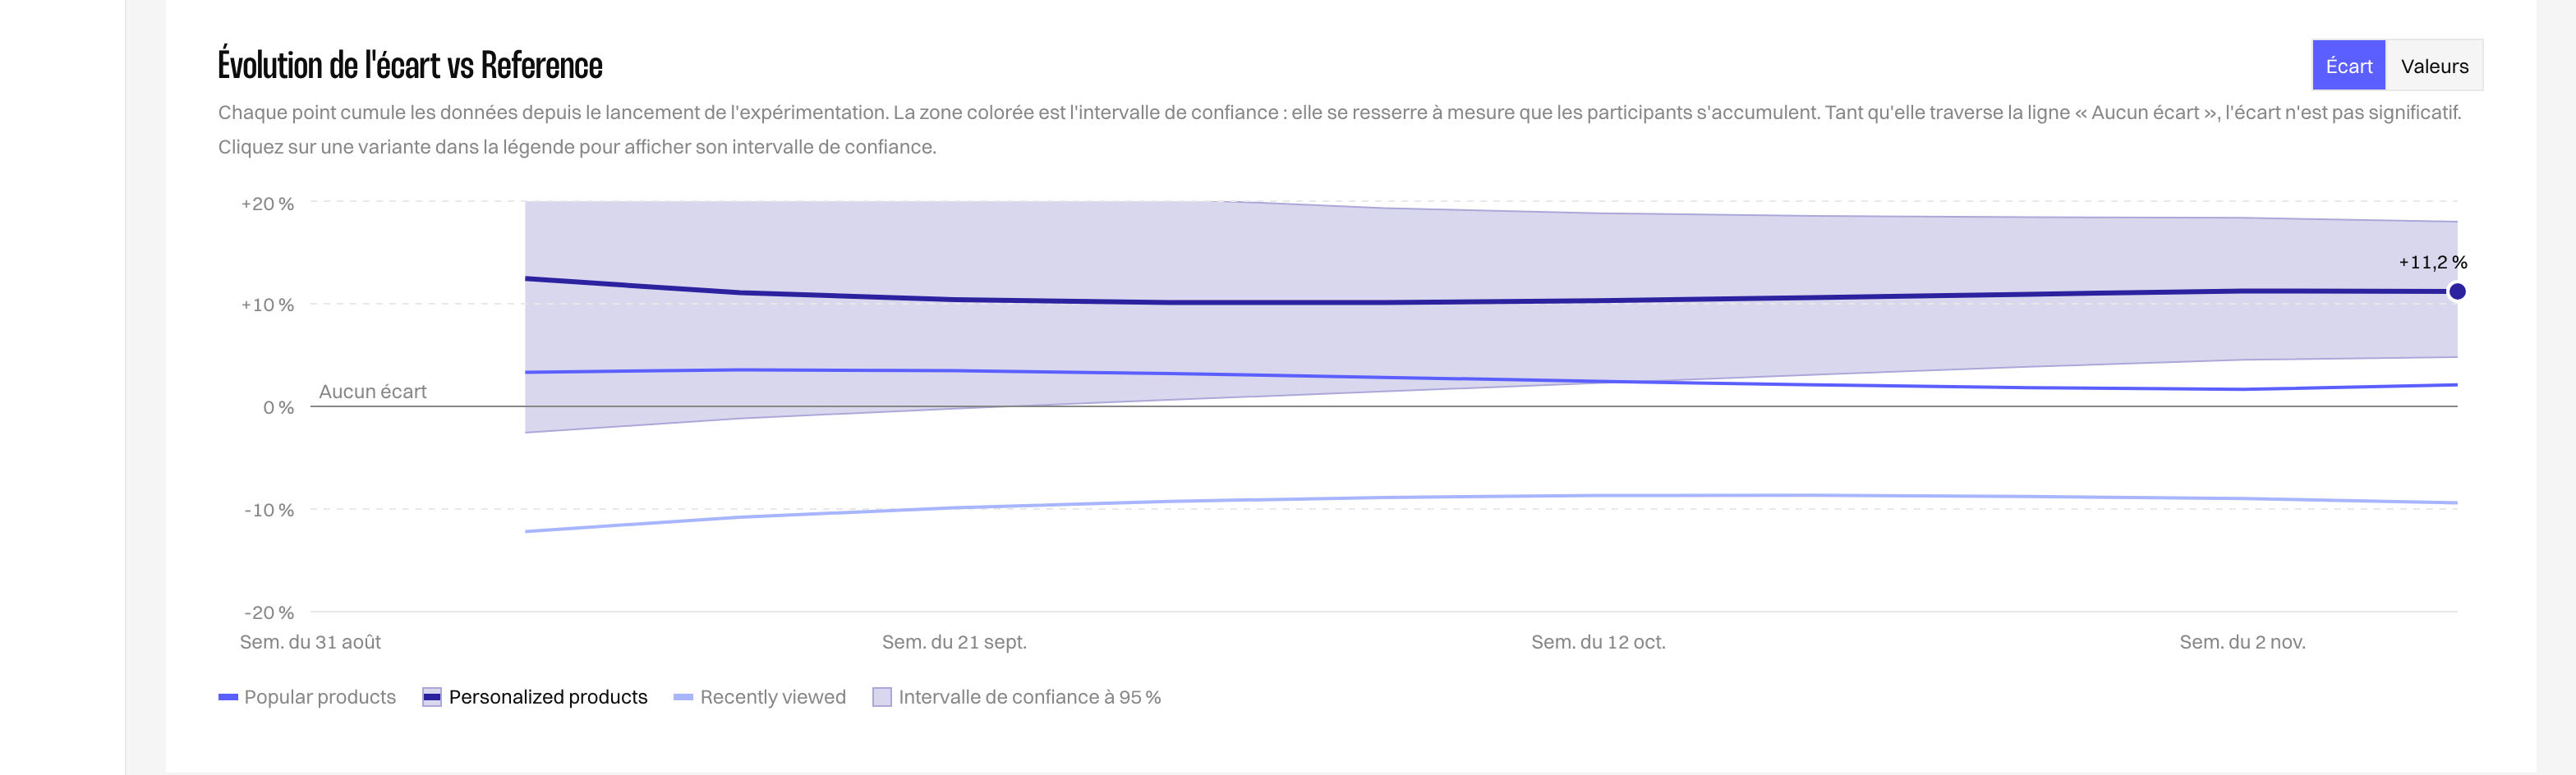 Évolution de l'écart vs Reference
Écart
Valeurs
Chaque point cumule les données depuis le lancement de l'expérimentation. La zone colorée est l'intervalle de confiance : elle se resserre à mesure que les participants s'accumulent. Tant qu'elle traverse la ligne « Aucun écart », l'écart n'est pas significatif.
Cliquez sur une variante dans la légende pour afficher son intervalle de confiance.
+20 %
+11,2 %
+10 %
Aucun écart
0 %
-10 %
-20 %
Sem. du 31 août
Sem. du 21 sept.
Sem. du 12 oct.
Sem. du 2 nov.
Popular products
Personalized products
Recently viewed
Intervalle de confiance à 95 %